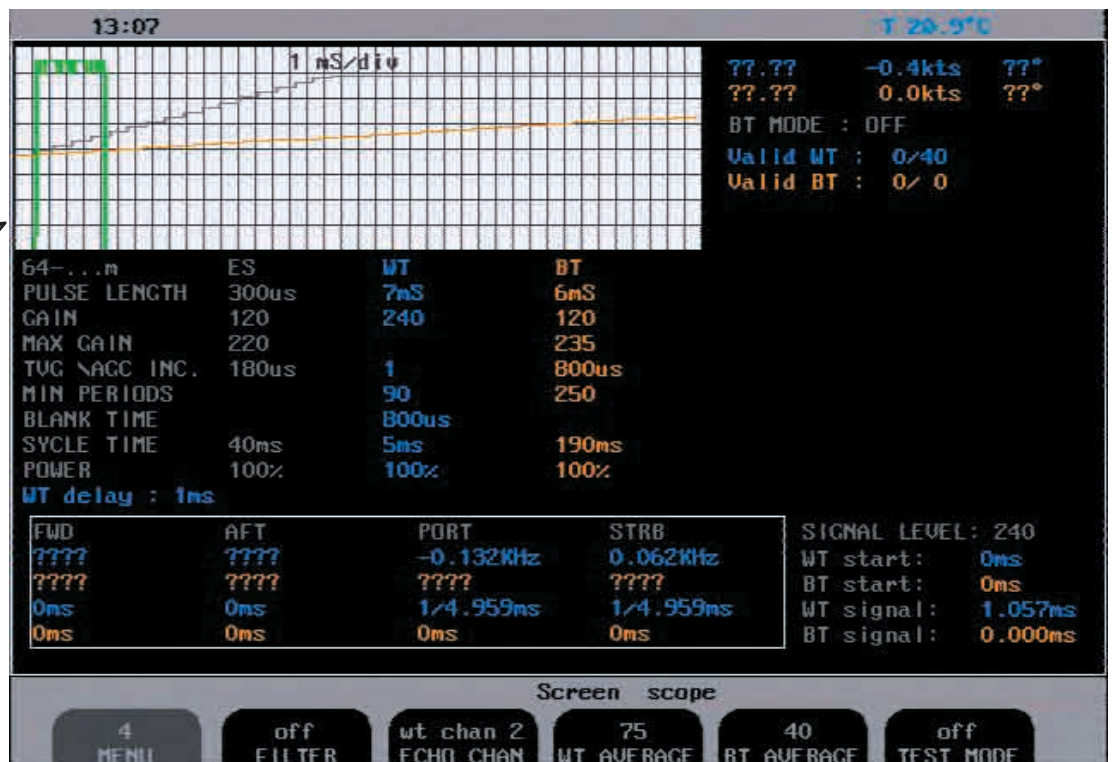 13:07 T 20.9°C
1 mS/div
??.?? -0.4kts ??°
??.?? 0.0kts ??°
BT MODE : OFF
Valid WT : 0/40
Valid BT : 0/ 0
64-...m ES WT BT
PULSE LENGTH 300us 7mS 6mS
GAIN 120 240 120
MAX GAIN 220 235
TVG \AGC INC. 180us 1 800us
MIN PERIODS 90 250
BLANK TIME 800us
SYCLE TIME 40ms 5ms 190ms
POWER 100% 100% 100%
WT delay : 1ms
FWD AFT PORT STRB
???? ???? -0.132KHz 0.062KHz
???? ???? ???? ????
0ms 0ms 1/4.959ms 1/4.959ms
0ms 0ms 0ms 0ms
SIGNAL LEVEL: 240
WT start: 0ms
BT start: 0ms
WT signal: 1.057ms
BT signal: 0.000ms
Screen scope
4 off wt chan 2 75 40 off
MENU FILTER ECHO CHAN WT AVERAGE BT AVERAGE TEST MODE